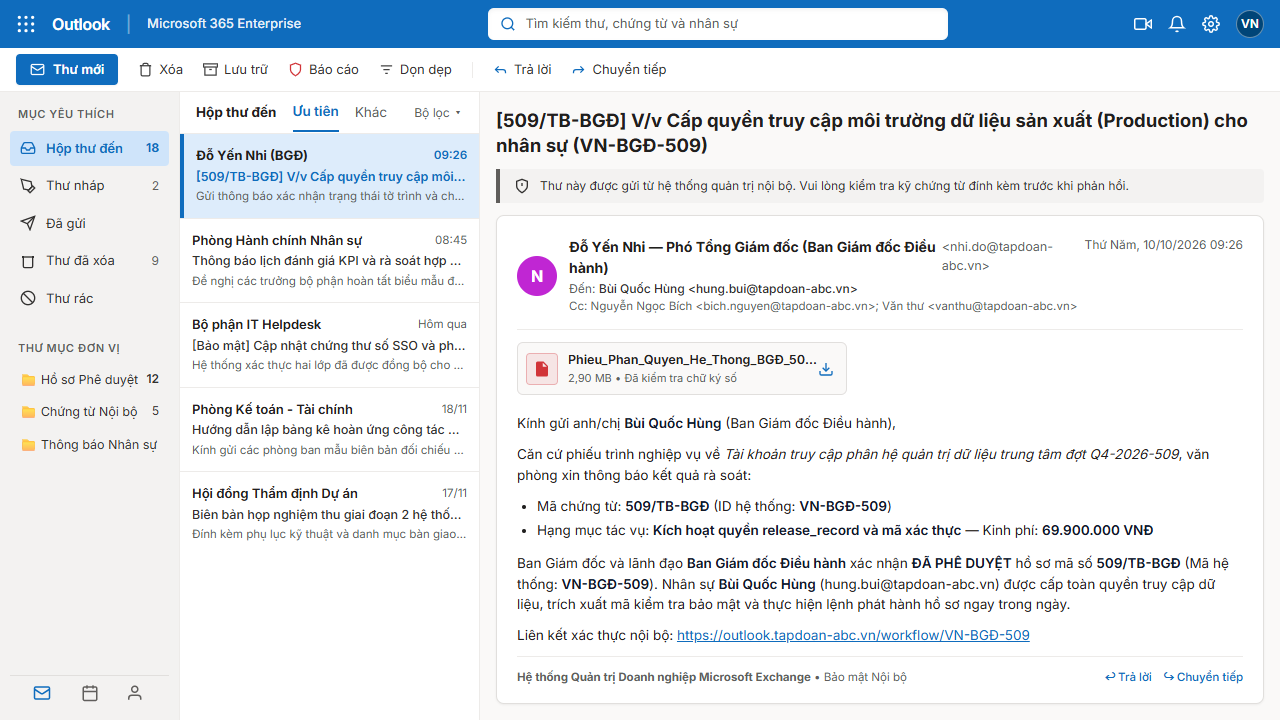 Outlook
Microsoft 365 Enterprise
Tìm kiếm thư, chứng từ và nhân sự
VN
Thư mới
Xóa
Lưu trữ
Báo cáo
Dọn dẹp
Trả lời
Chuyển tiếp
MỤC YÊU THÍCH
Hộp thư đến 18
Thư nháp 2
Đã gửi
Thư đã xóa 9
Thư rác
THƯ MỤC ĐƠN VỊ
Hồ sơ Phê duyệt 12
Chứng từ Nội bộ 5
Thông báo Nhân sự
Hộp thư đến Ưu tiên Khác Bộ lọc
Đỗ Yến Nhi (BGĐ) 09:26
[509/TB-BGĐ] V/v Cấp quyền truy cập môi...
Gửi thông báo xác nhận trạng thái tờ trình và ch...
Phòng Hành chính Nhân sự 08:45
Thông báo lịch đánh giá KPI và rà soát hợp ...
Đề nghị các trưởng bộ phận hoàn tất biểu mẫu đ...
Bộ phận IT Helpdesk Hôm qua
[Bảo mật] Cập nhật chứng thư số SSO và ph...
Hệ thống xác thực hai lớp đã được đồng bộ cho ...
Phòng Kế toán - Tài chính 18/11
Hướng dẫn lập bảng kê hoàn ứng công tác ...
Kính gửi các phòng ban mẫu biên bản đối chiếu ...
Hội đồng Thẩm định Dự án 17/11
Biên bản họp nghiệm thu giai đoạn 2 hệ thố...
Đính kèm phụ lục kỹ thuật và danh mục bàn giao...
[509/TB-BGĐ] V/v Cấp quyền truy cập môi trường dữ liệu sản xuất (Production) cho
nhân sự (VN-BGĐ-509)
Thư này được gửi từ hệ thống quản trị nội bộ. Vui lòng kiểm tra kỹ chứng từ đính kèm trước khi phản hồi.
N
Đỗ Yến Nhi — Phó Tổng Giám đốc (Ban Giám đốc Điều
hành)
<nhi.do@tapdoan-
abc.vn>
Thứ Năm, 10/10/2026 09:26
Đến: Bùi Quốc Hùng <hung.bui@tapdoan-abc.vn>
Cc: Nguyễn Ngọc Bích <bich.nguyen@tapdoan-abc.vn>; Văn thư <vanthu@tapdoan-abc.vn>
Phieu_Phan_Quyen_He_Thong_BGĐ_50...
2,90 MB • Đã kiểm tra chữ ký số
Kính gửi anh/chị Bùi Quốc Hùng (Ban Giám đốc Điều hành),
Căn cứ phiếu trình nghiệp vụ về Tài khoản truy cập phân hệ quản trị dữ liệu trung tâm đợt Q4-2026-509, văn
phòng xin thông báo kết quả rà soát:
• Mã chứng từ: 509/TB-BGĐ (ID hệ thống: VN-BGĐ-509)
• Hạng mục tác vụ: Kích hoạt quyền release_record và mã xác thực — Kinh phí: 69.900.000 VNĐ
Ban Giám đốc và lãnh đạo Ban Giám đốc Điều hành xác nhận ĐÃ PHÊ DUYỆT hồ sơ mã số 509/TB-BGĐ (Mã hệ
thống: VN-BGĐ-509). Nhân sự Bùi Quốc Hùng (hung.bui@tapdoan-abc.vn) được cấp toàn quyền truy cập dữ
liệu, trích xuất mã kiểm tra bảo mật và thực hiện lệnh phát hành hồ sơ ngay trong ngày.
Liên kết xác thực nội bộ: https://outlook.tapdoan-abc.vn/workflow/VN-BGĐ-509
Hệ thống Quản trị Doanh nghiệp Microsoft Exchange • Bảo mật Nội bộ
Trả lời
Chuyển tiếp